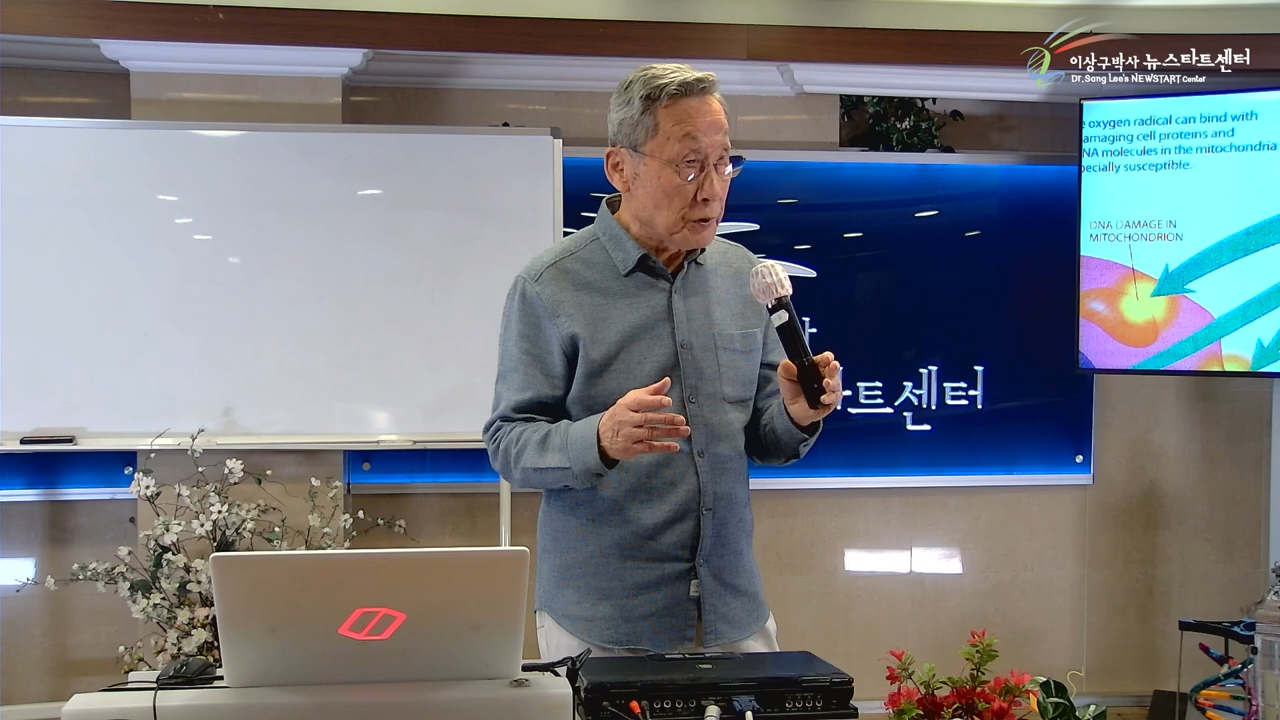 이상구박사 뉴스타트센터
Dr. Sang Lee's NEWSTART Center
oxygen radical can bind with
amaging cell proteins and
NA molecules in the mitochondria
ecially susceptible.
DNA DAMAGE IN
MITOCHONDRION
타트센터